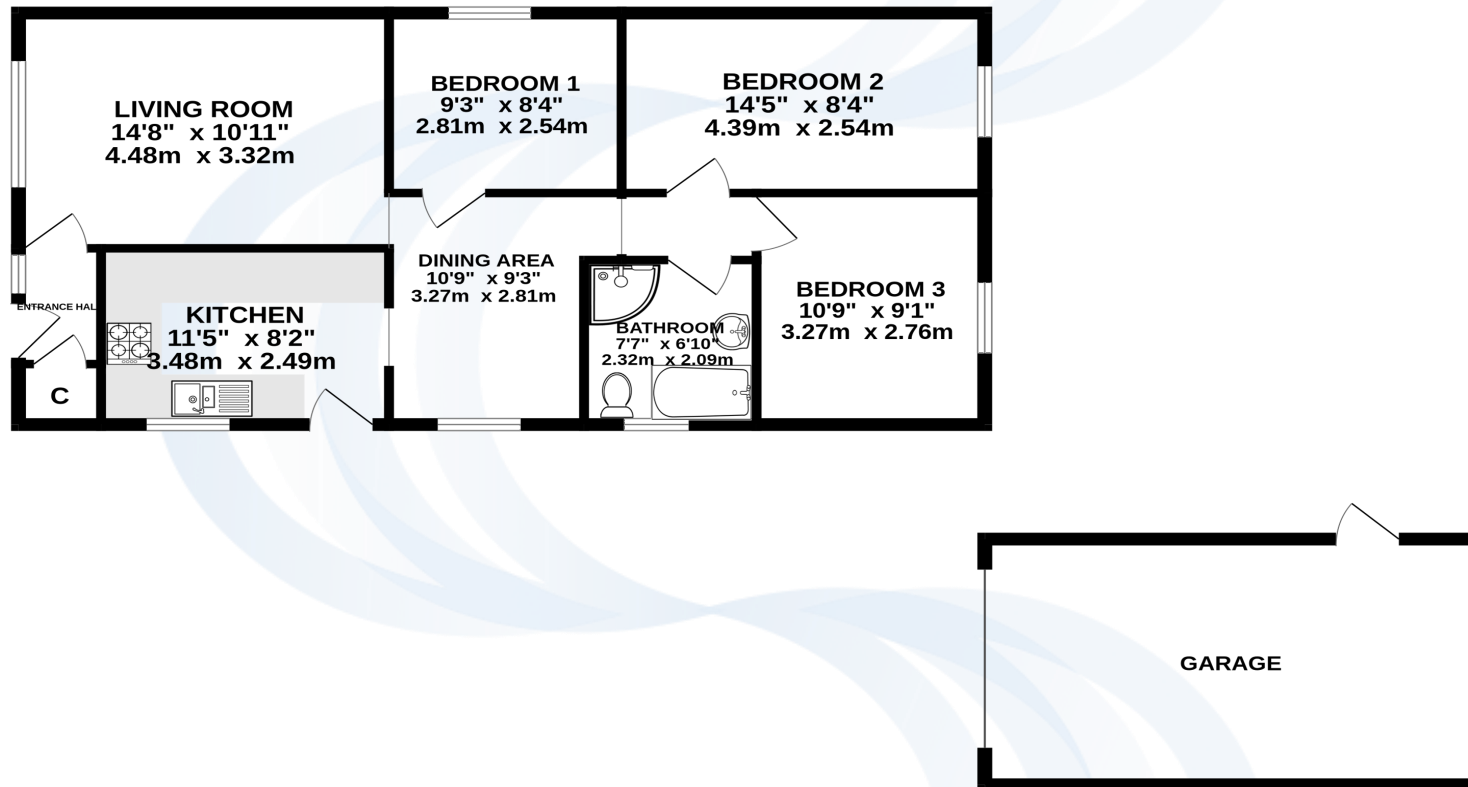 LIVING ROOM
14'8" x 10'11"
4.48m x 3.32m
BEDROOM 1
9'3" x 8'4"
2.81m x 2.54m
BEDROOM 2
14'5" x 8'4"
4.39m x 2.54m
ENTRANCE HAL
C
KITCHEN
11'5" x 8'2"
3.48m x 2.49m
DINING AREA
10'9" x 9'3"
3.27m x 2.81m
BATHROOM
7'7" x 6'10"
2.32m x 2.09m
BEDROOM 3
10'9" x 9'1"
3.27m x 2.76m
GARAGE